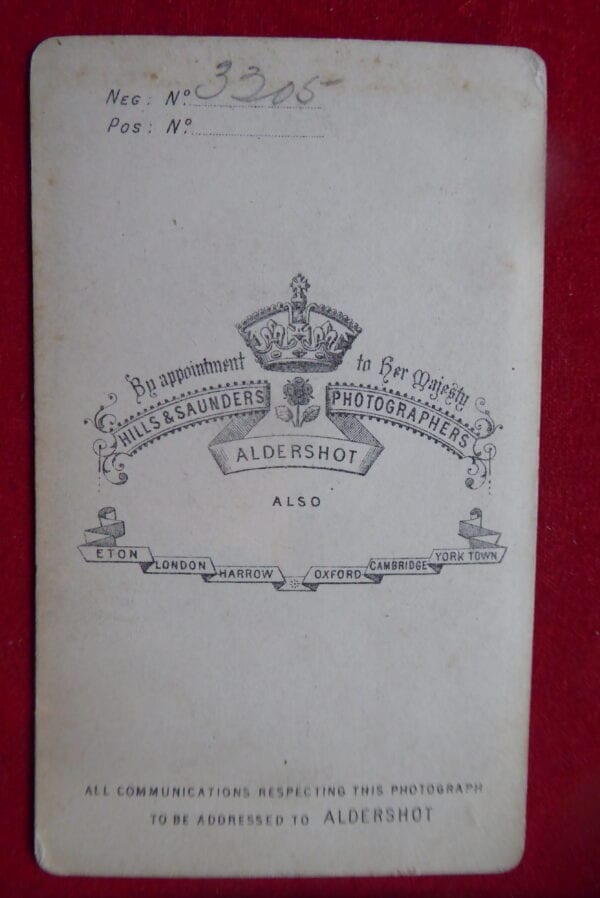 NEG: Nº 3305
POS: Nº
By appointment to Her Majesty
HILLS & SAUNDERS PHOTOGRAPHERS
ALDERSHOT
ALSO
ETON LONDON HARROW OXFORD CAMBRIDGE YORK TOWN
ALL COMMUNICATIONS RESPECTING THIS PHOTOGRAPH
TO BE ADDRESSED TO ALDERSHOT